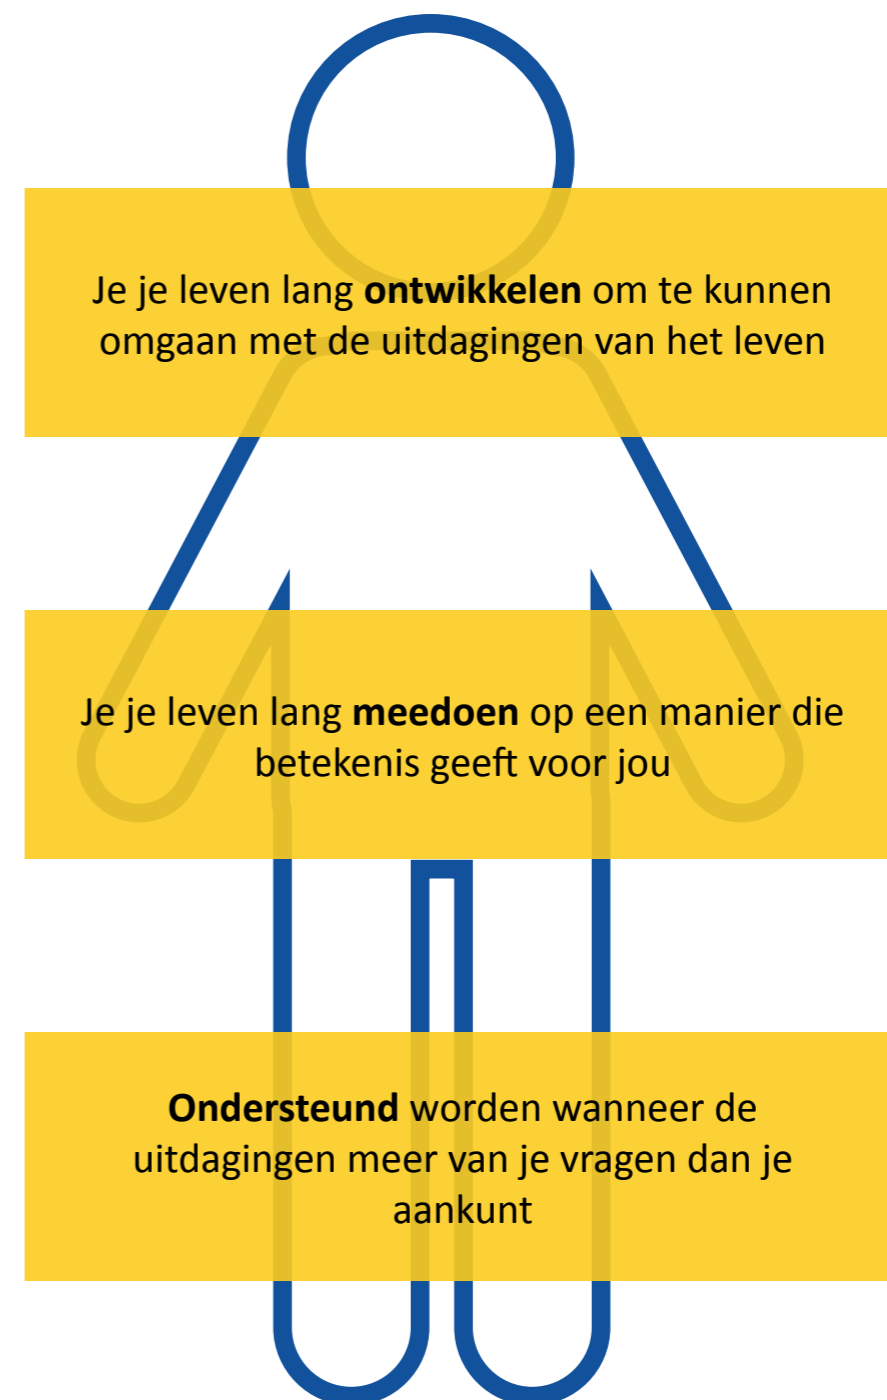 Je je leven lang ontwikkelen om te kunnen
omgaan met de uitdagingen van het leven
Je je leven lang meedoen op een manier die
betekenis geeft voor jou
Ondersteund worden wanneer de
uitdagingen meer van je vragen dan je
aankunt